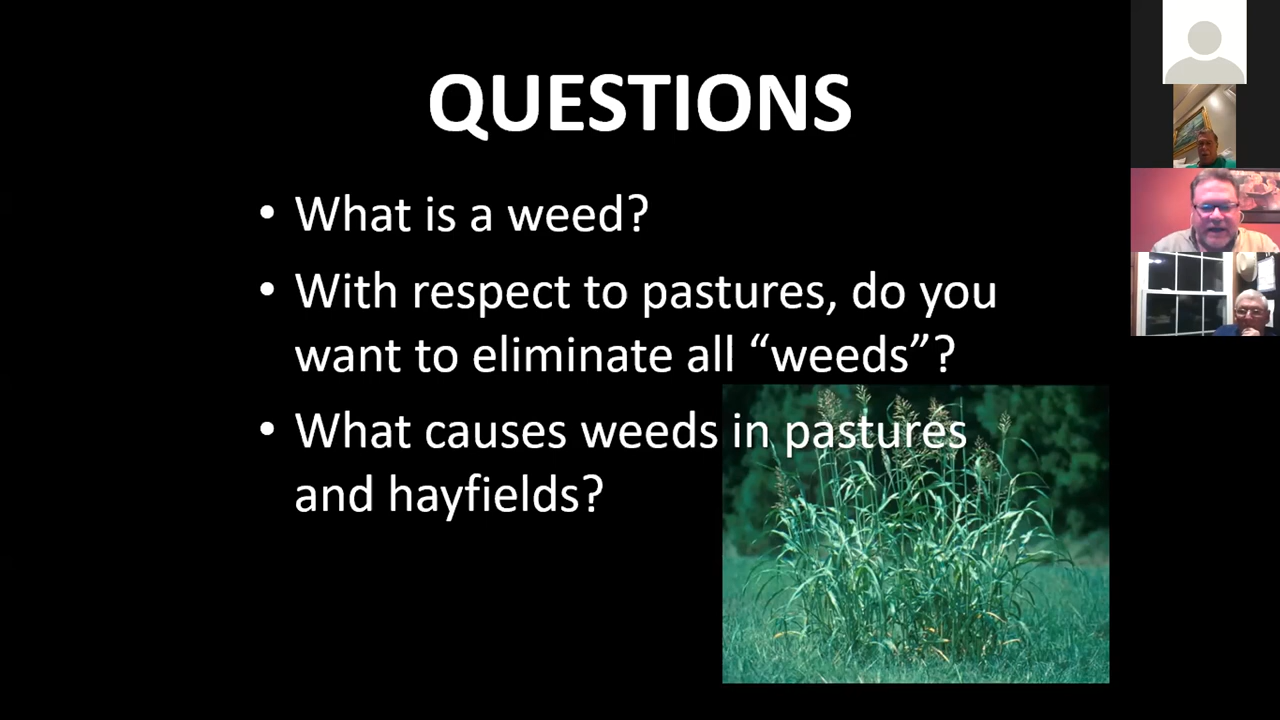 QUESTIONS
• What is a weed?
• With respect to pastures, do you
want to eliminate all “weeds”?
• What causes weeds in pastures
and hayfields?